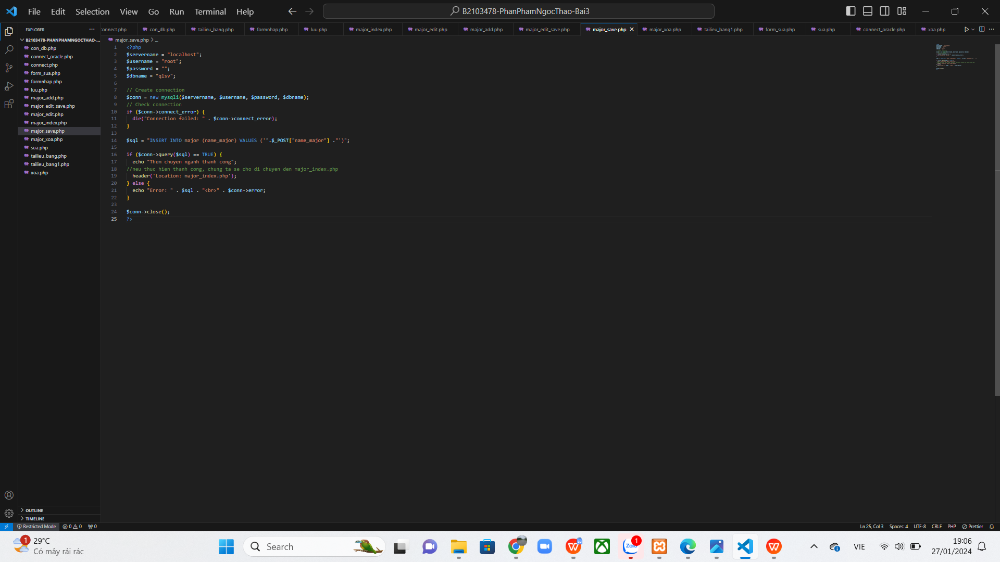 File Edit Selection View Go Run Terminal Help
B2103478-PhanPhamNgocThao-Bai3
EXPLORER
connect.php con_db.php tailieu_bang.php formnhap.php luu.php major_index.php major_edit.php major_add.php major_edit_save.php major_save.php major_xoa.php tailieu_bang1.php form_sua.php sua.php connect_oracle.php xoa.php
B2103478-PHANPHAMNGOCTHAO-...
con_db.php
connect_oracle.php
connect.php
form_sua.php
formnhap.php
luu.php
major_add.php
major_edit_save.php
major_edit.php
major_index.php
major_save.php
major_xoa.php
sua.php
tailieu_bang.php
tailieu_bang1.php
xoa.php
OUTLINE
TIMELINE
major_save.php > ...
1 <?php
2 $servername = "localhost";
3 $username = "root";
4 $password = "";
5 $dbname = "qlsv";
6
7 // Create connection
8 $conn = new mysqli($servername, $username, $password, $dbname);
9 // Check connection
10 if ($conn->connect_error) {
11 die("Connection failed: " . $conn->connect_error);
12 }
13
14 $sql = "INSERT INTO major (name_major) VALUES ('".$_POST["name_major"] ."')";
15
16 if ($conn->query($sql) == TRUE) {
17 echo "Them chuyen nganh thanh cong";
18 //neu thuc hien thanh cong, chung ta se cho di chuyen den major_index.php
19 header('Location: major_index.php');
20 } else {
21 echo "Error: " . $sql . "<br>" . $conn->error;
22 }
23
24 $conn->close();
25 ?>
Restricted Mode 0 0 0
Ln 25, Col 3 Spaces: 4 UTF-8 CRLF PHP Prettier
1 29°C
Có mây rải rác
Search
Zalo 1
VIE
19:06
27/01/2024